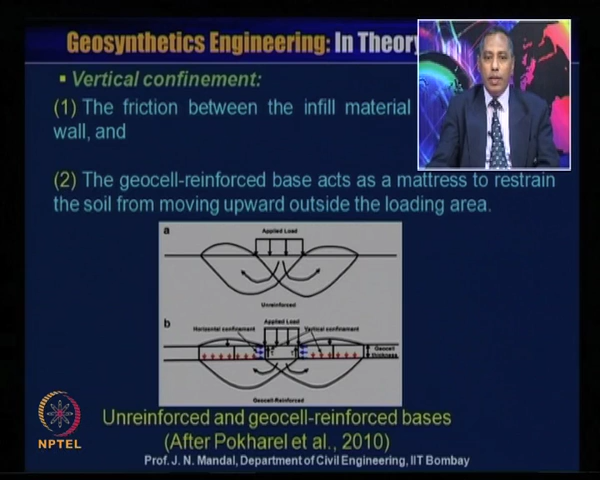 Geosynthetics Engineering: In Theory
▪ Vertical confinement:
(1) The friction between the infill material
wall, and
(2) The geocell-reinforced base acts as a mattress to restrain
the soil from moving upward outside the loading area.
a
Applied Load
Unreinforced
b
Applied Load
Horizontal confinement
Vertical confinement
Geocell
thickness
Geocell-Reinforced
Unreinforced and geocell-reinforced bases
(After Pokharel et al., 2010)
NPTEL
Prof. J. N. Mandal, Department of Civil Engineering, IIT Bombay